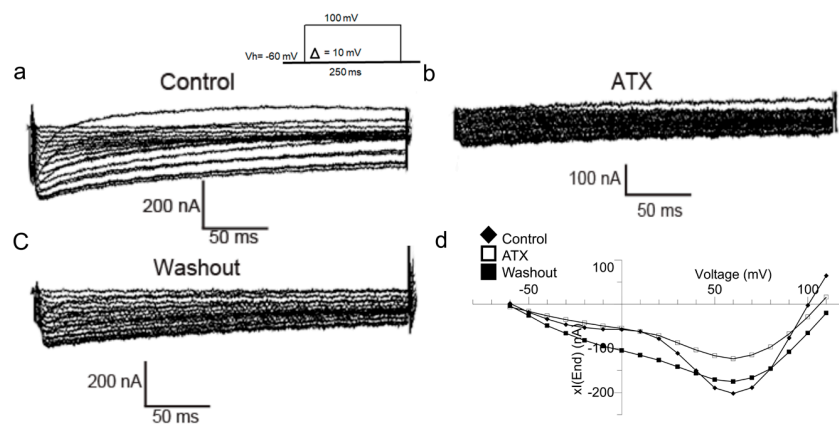 100 mV
Vh= -60 mV
Δ = 10 mV
250 ms
a
Control
b
ATX
200 nA
50 ms
100 nA
50 ms
C
Washout
200 nA
50 ms
d
Control
ATX
Washout
Voltage (mV)
100
-50
50
100
-100
-200
xI(End) (nA)